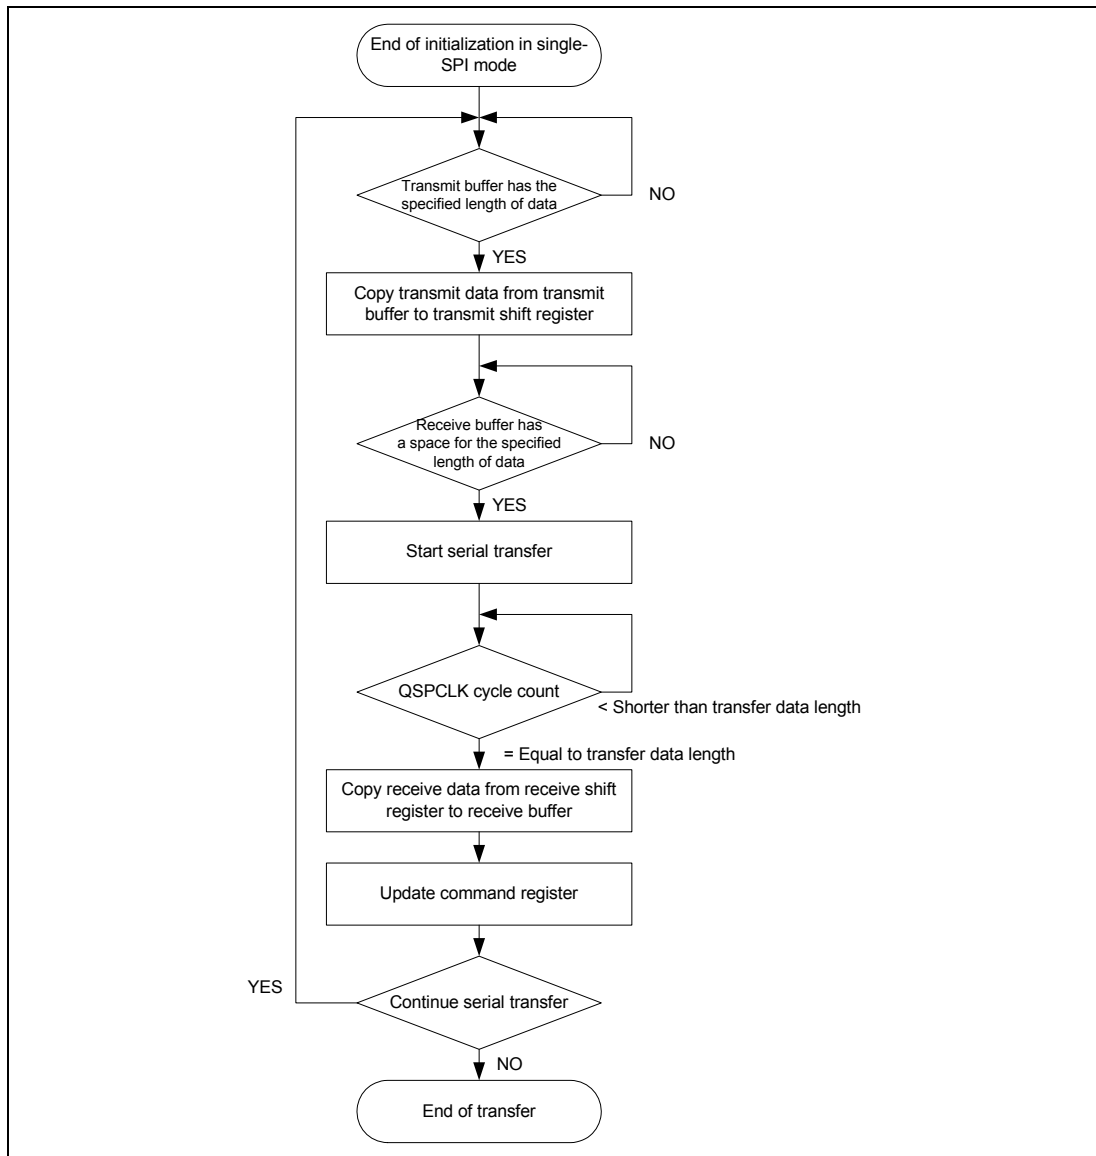 End of initialization in single-
SPI mode
Transmit buffer has the
specified length of data
NO
YES
Copy transmit data from transmit
buffer to transmit shift register
Receive buffer has
a space for the specified
length of data
NO
YES
Start serial transfer
QSPCLK cycle count
< Shorter than transfer data length
= Equal to transfer data length
Copy receive data from receive shift
register to receive buffer
Update command register
YES
Continue serial transfer
NO
End of transfer